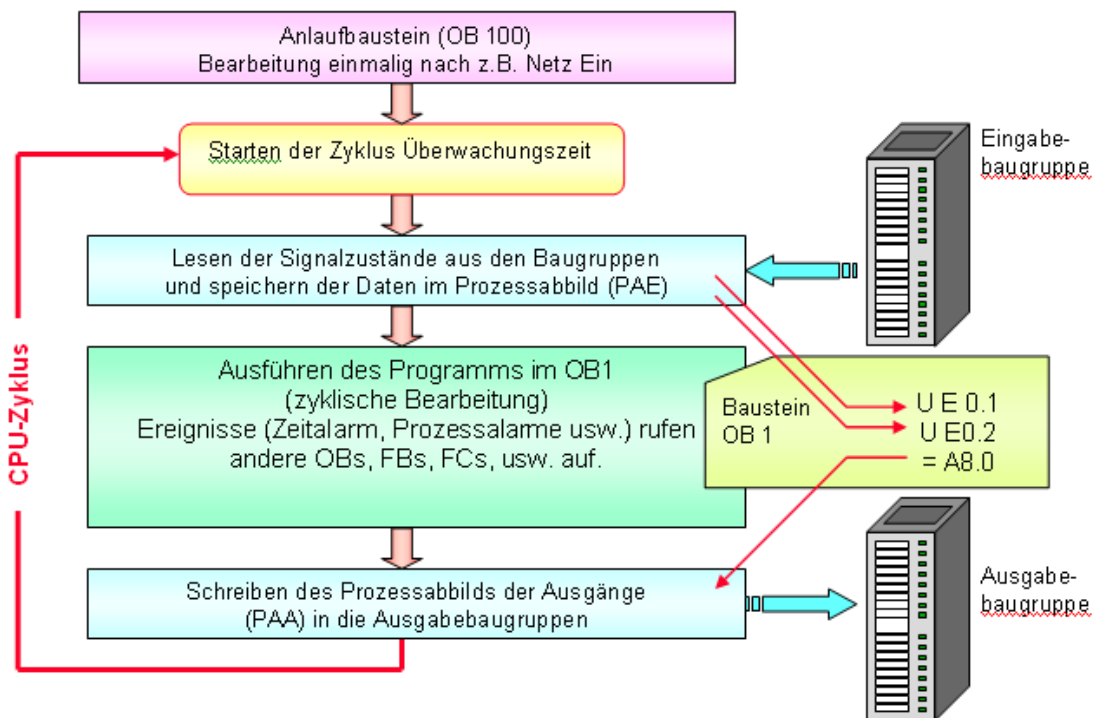 Anlaufbaustein (OB 100)
Bearbeitung einmalig nach z.B. Netz Ein
Starten der Zyklus Überwachungszeit
Eingabe-
baugruppe
Lesen der Signalzustände aus den Baugruppen
und speichern der Daten im Prozessabbild (PAE)
CPU-Zyklus
Ausführen des Programms im OB1
(zyklische Bearbeitung)
Ereignisse (Zeitalarm, Prozessalarme usw.) rufen
andere OBs, FBs, FCs, usw. auf.
Baustein
OB 1
U E 0.1
U E0.2
= A8.0
Schreiben des Prozessabbilds der Ausgänge
(PAA) in die Ausgabebaugruppen
Ausgabe-
baugruppe